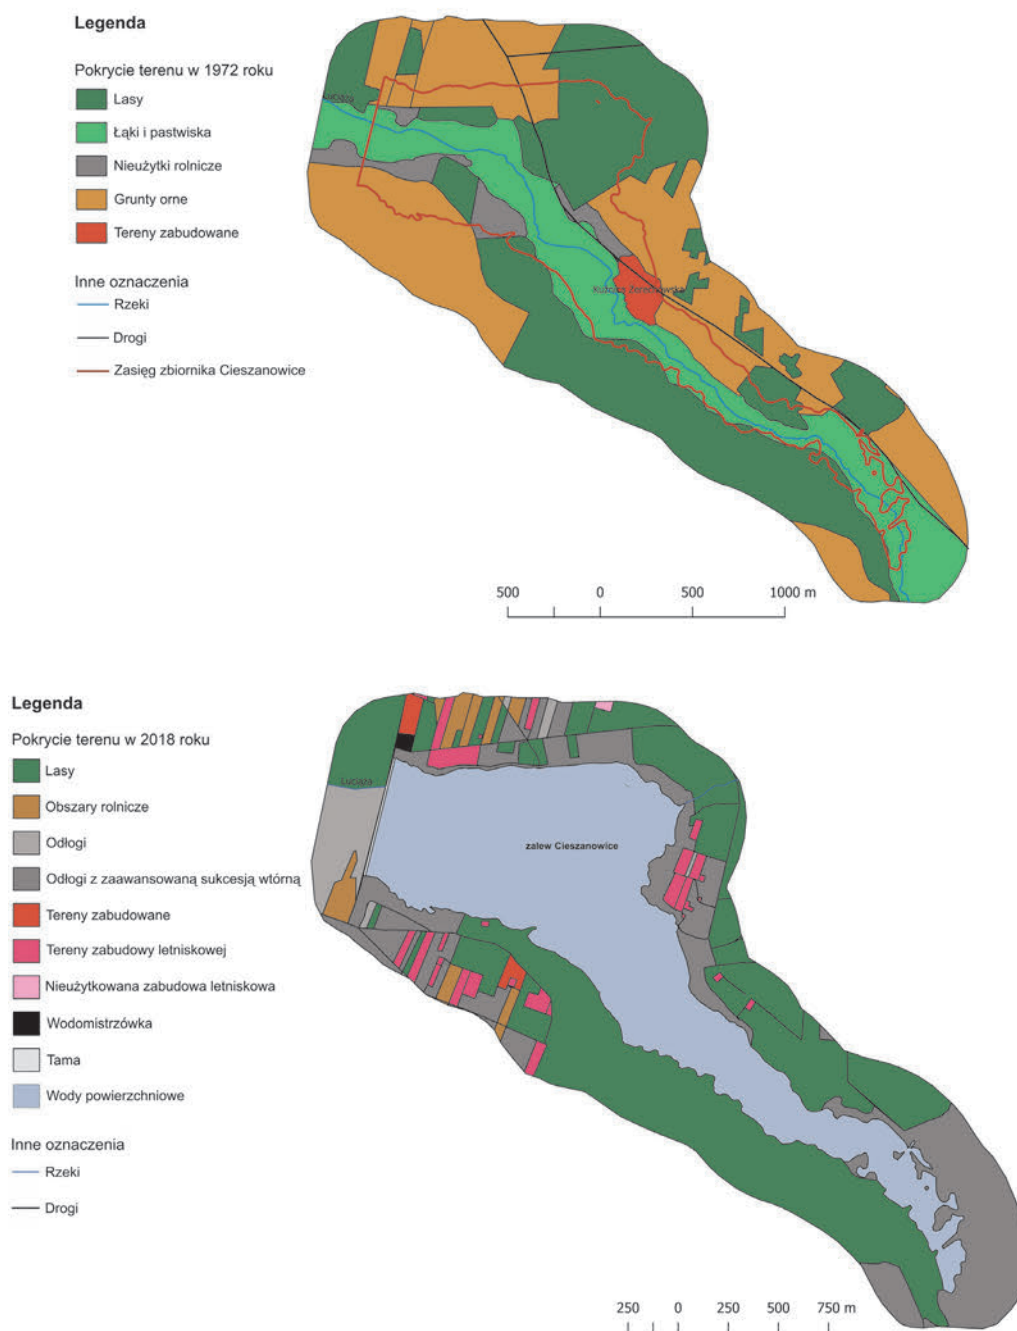 Legenda
Pokrycie terenu w 1972 roku
Lasy
Łąki i pastwiska
Nieużytki rolnicze
Grunty orne
Tereny zabudowane
Inne oznaczenia
Rzeki
Drogi
Zasięg zbiornika Cieszanowice
Luciąża
500 0 500 1000 m
Legenda
Pokrycie terenu w 2018 roku
Lasy
Obszary rolnicze
Odłogi
Odłogi z zaawansowaną sukcesją wtórną
Tereny zabudowane
Tereny zabudowy letniskowej
Nieużytkowana zabudowa letniskowa
Wodomistrzówka
Tama
Wody powierzchniowe
Inne oznaczenia
Rzeki
Drogi
Luciąża
zalew Cieszanowice
250 0 250 500 750 m